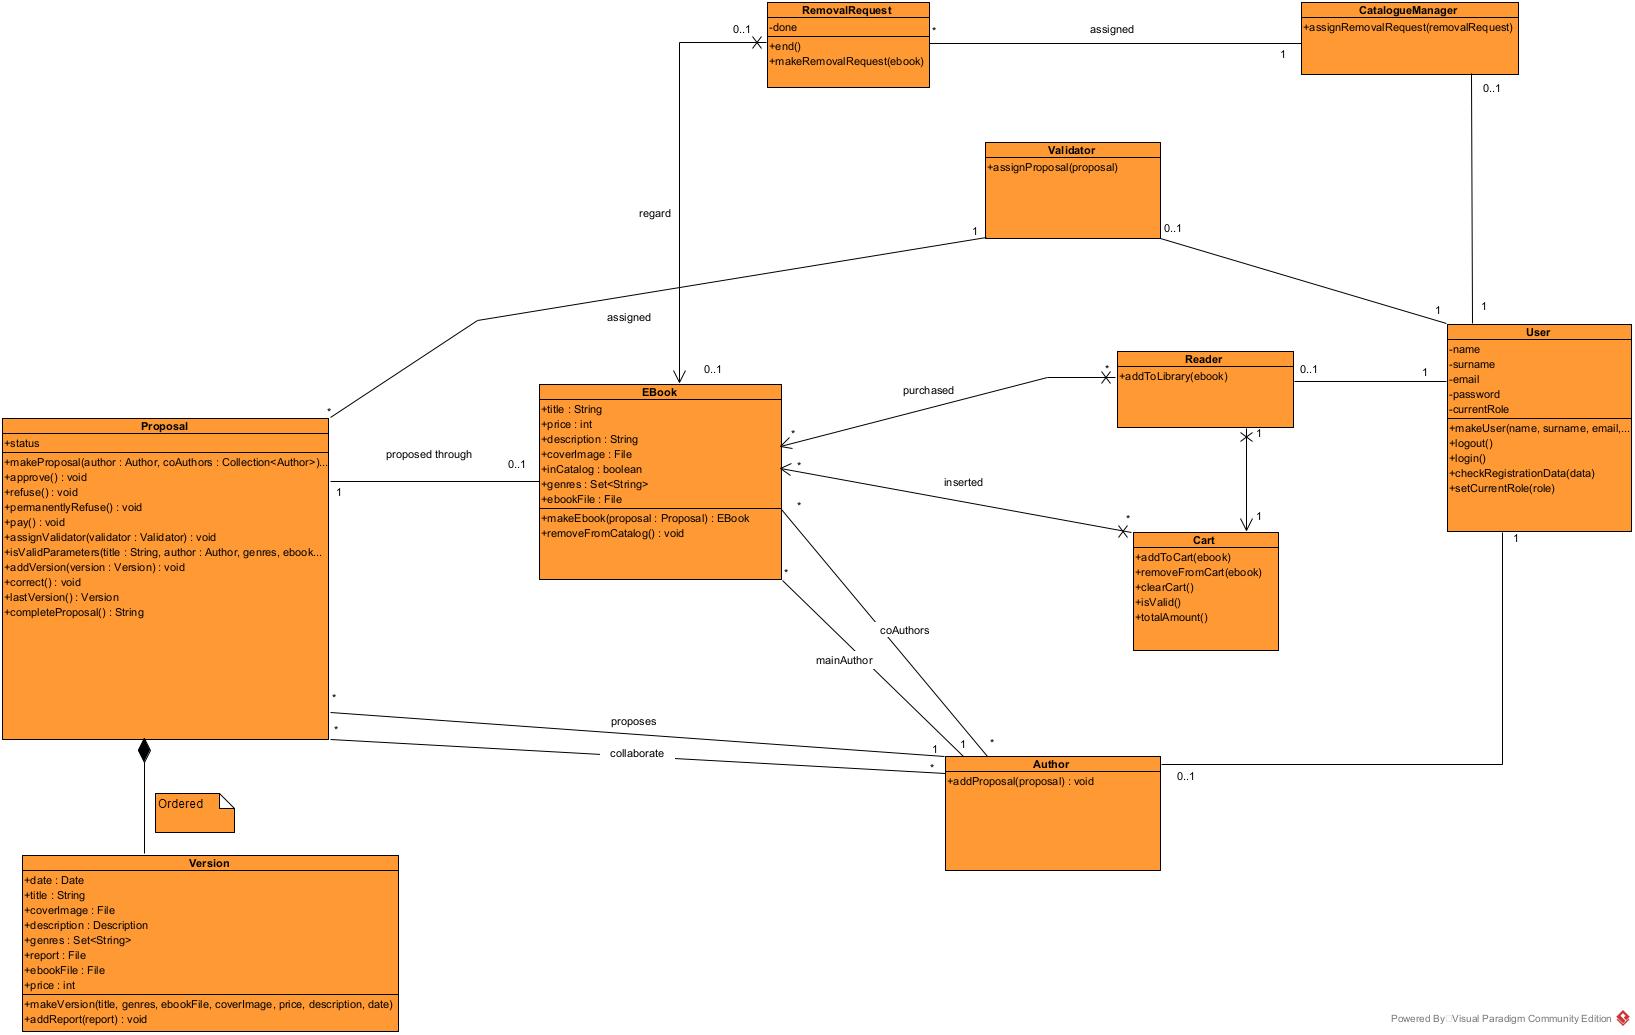 RemovalRequest
-done
+end()
+makeRemovalRequest(ebook)
0..1
*
assigned
1
CatalogueManager
+assignRemovalRequest(removalRequest)
0..1
1
Validator
+assignProposal(proposal)
1
0..1
1
regard
assigned
0..1
*
User
-name
-surname
-email
-password
-currentRole
+makeUser(name, surname, email,...
+logout()
+login()
+checkRegistrationData(data)
+setCurrentRole(role)
1
Reader
+addToLibrary(ebook)
0..1
1
*
purchased
*
1
1
EBook
+title : String
+price : int
+description : String
+coverImage : File
+inCatalog : boolean
+genres : Set<String>
+ebookFile : File
+makeEbook(proposal : Proposal) : EBook
+removeFromCatalog() : void
*
inserted
*
Cart
+addToCart(ebook)
+removeFromCart(ebook)
+clearCart()
+isValid()
+totalAmount()
Proposal
+status
+makeProposal(author : Author, coAuthors : Collection<Author>)...
+approve() : void
+refuse() : void
+permanentlyRefuse() : void
+pay() : void
+assignValidator(validator : Validator) : void
+isValidParameters(title : String, author : Author, genres, ebook...
+addVersion(version : Version) : void
+correct() : void
+lastVersion() : Version
+completeProposal() : String
proposed through
0..1
1
*
*
coAuthors
mainAuthor
*
proposes
1
1
*
*
collaborate
*
Author
+addProposal(proposal) : void
0..1
Ordered
Version
+date : Date
+title : String
+coverImage : File
+description : Description
+genres : Set<String>
+report : File
+ebookFile : File
+price : int
+makeVersion(title, genres, ebookFile, coverImage, price, description, date)
+addReport(report) : void
Powered By Visual Paradigm Community Edition